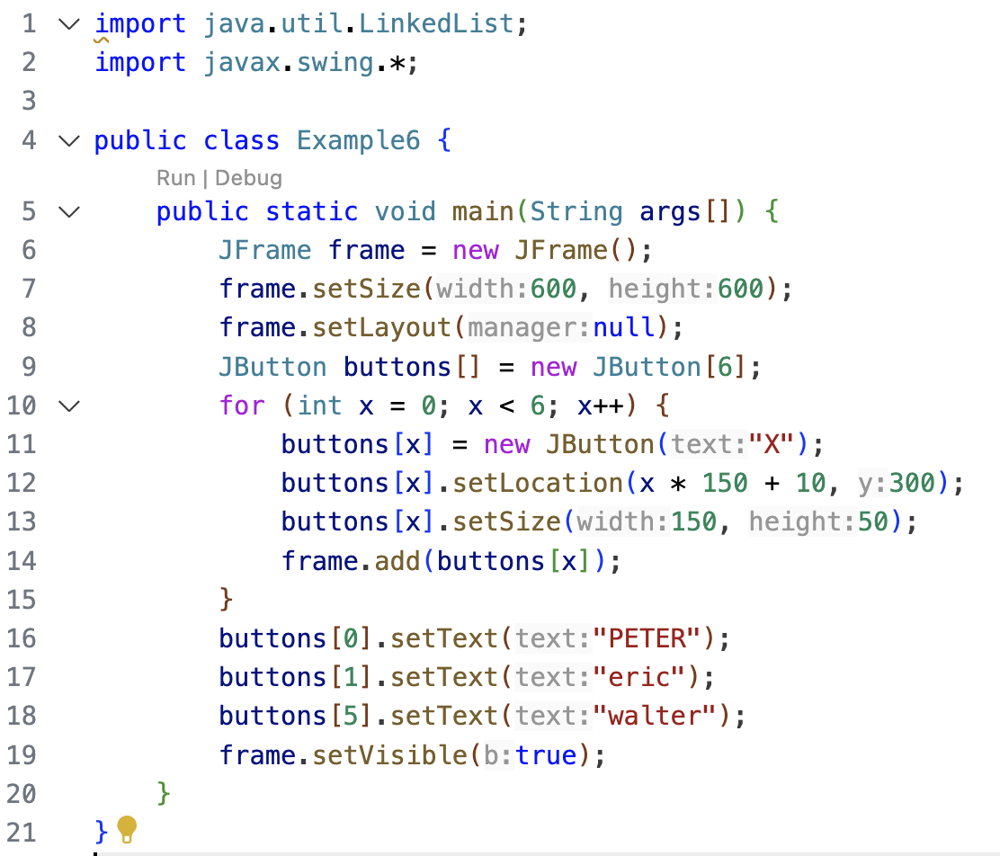 1 import java.util.LinkedList;
2 import javax.swing.*;
3
4 public class Example6 {
Run | Debug
5 public static void main(String args[]) {
6 JFrame frame = new JFrame();
7 frame.setSize(width:600, height:600);
8 frame.setLayout(manager:null);
9 JButton buttons[] = new JButton[6];
10 for (int x = 0; x < 6; x++) {
11 buttons[x] = new JButton(text:"X");
12 buttons[x].setLocation(x * 150 + 10, y:300);
13 buttons[x].setSize(width:150, height:50);
14 frame.add(buttons[x]);
15 }
16 buttons[0].setText(text:"PETER");
17 buttons[1].setText(text:"eric");
18 buttons[5].setText(text:"walter");
19 frame.setVisible(b:true);
20 }
21 }